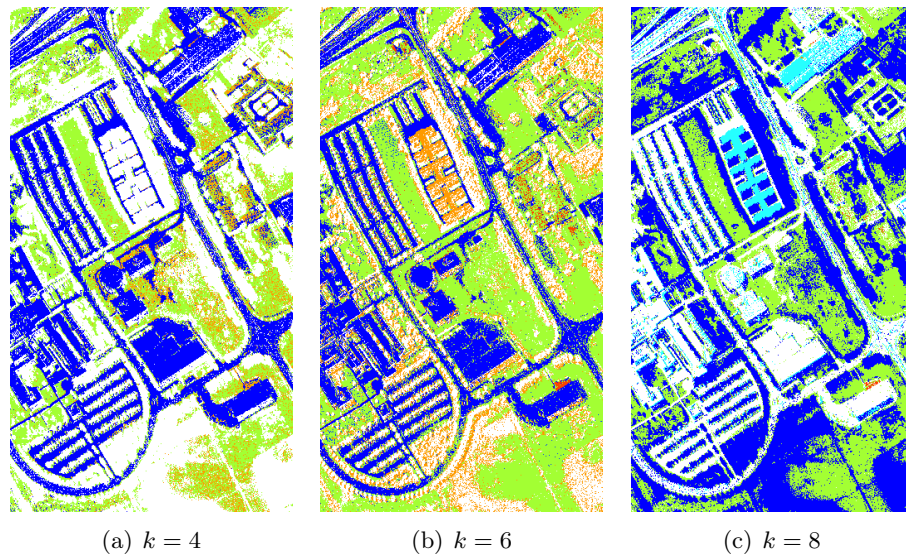 (a) k = 4
(b) k = 6
(c) k = 8